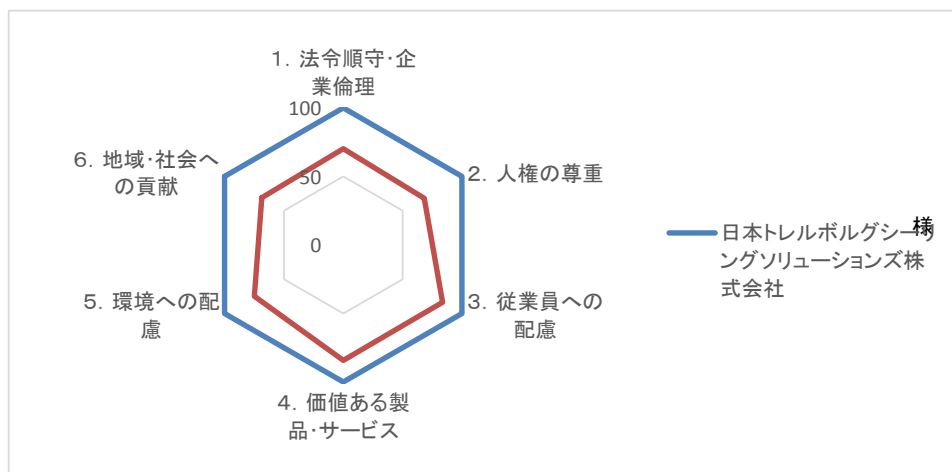 1. 法令順守・企
業倫理
100
6. 地域・社会へ
の貢献
2. 人権の尊重
50
0
5. 環境への配
慮
3. 従業員への
配慮
4. 価値ある製
品・サービス
日本トレルボルグシーリ
ングソリューションズ株
式会社
様